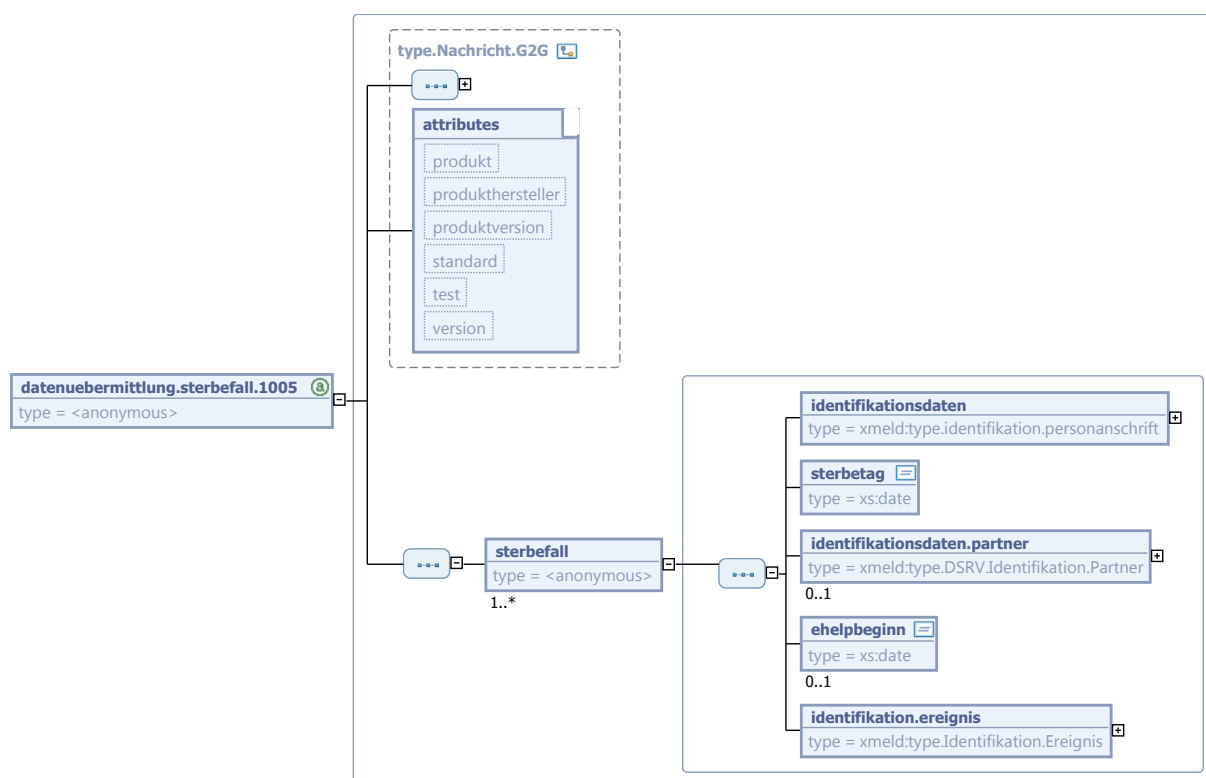 type.Nachricht.G2G
attributes
produkt
produkthersteller
produktversion
standard
test
version
datenuebermittlung.sterbefall.1005 @
type = <anonymous>
sterbefall
type = <anonymous>
1..*
identifikationsdaten
type = xmeld:type.identifikation.personanschrift
sterbetag
type = xs:date
identifikationsdaten.partner
type = xmeld:type.DSRV.Identifikation.Partner
0..1
ehelpbeginn
type = xs:date
0..1
identifikation.ereignis
type = xmeld:type.Identifikation.Ereignis